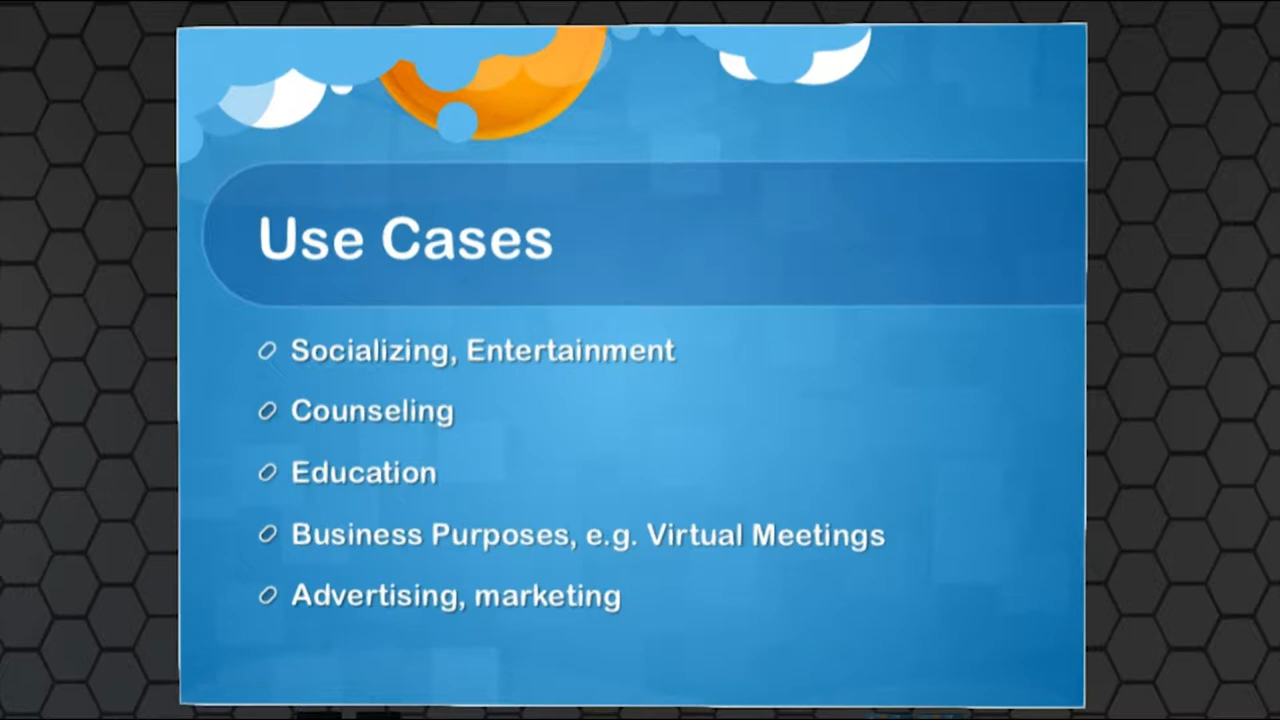 Use Cases
Socializing, Entertainment
Counseling
Education
Business Purposes, e.g. Virtual Meetings
Advertising, marketing